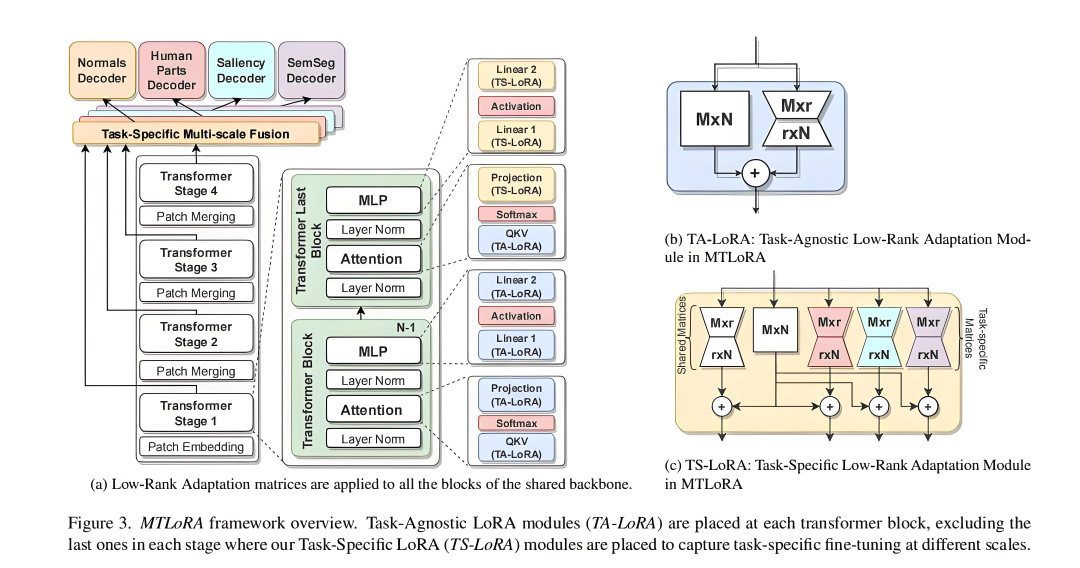 Normals
Decoder
Human
Parts
Decoder
Saliency
Decoder
SemSeg
Decoder
Task-Specific Multi-scale Fusion
Transformer
Stage 4
Patch Merging
Transformer
Stage 3
Patch Merging
Transformer
Stage 2
Patch Merging
Transformer
Stage 1
Patch Embedding
Transformer Last
Block
MLP
Layer Norm
Attention
Layer Norm
N-1
Transformer Block
MLP
Layer Norm
Attention
Layer Norm
Linear 2
(TS-LoRA)
Activation
Linear 1
(TS-LoRA)
Projection
(TS-LoRA)
Softmax
QKV
(TA-LoRA)
Linear 2
(TA-LoRA)
Activation
Linear 1
(TA-LoRA)
Projection
(TA-LoRA)
Softmax
QKV
(TA-LoRA)
(a) Low-Rank Adaptation matrices are applied to all the blocks of the shared backbone.
MxN
Mxr
rxN
+
(b) TA-LoRA: Task-Agnostic Low-Rank Adaptation Mod-
ule in MTLoRA
Shared Matrices
Mxr
rxN
MxN
Mxr
rxN
Mxr
rxN
Mxr
rxN
Task-specific
Matrices
+ + + +
(c) TS-LoRA: Task-Specific Low-Rank Adaptation Module
in MTLoRA
Figure 3. MTLoRA framework overview. Task-Agnostic LoRA modules (TA-LoRA) are placed at each transformer block, excluding the
last ones in each stage where our Task-Specific LoRA (TS-LoRA) modules are placed to capture task-specific fine-tuning at different scales.